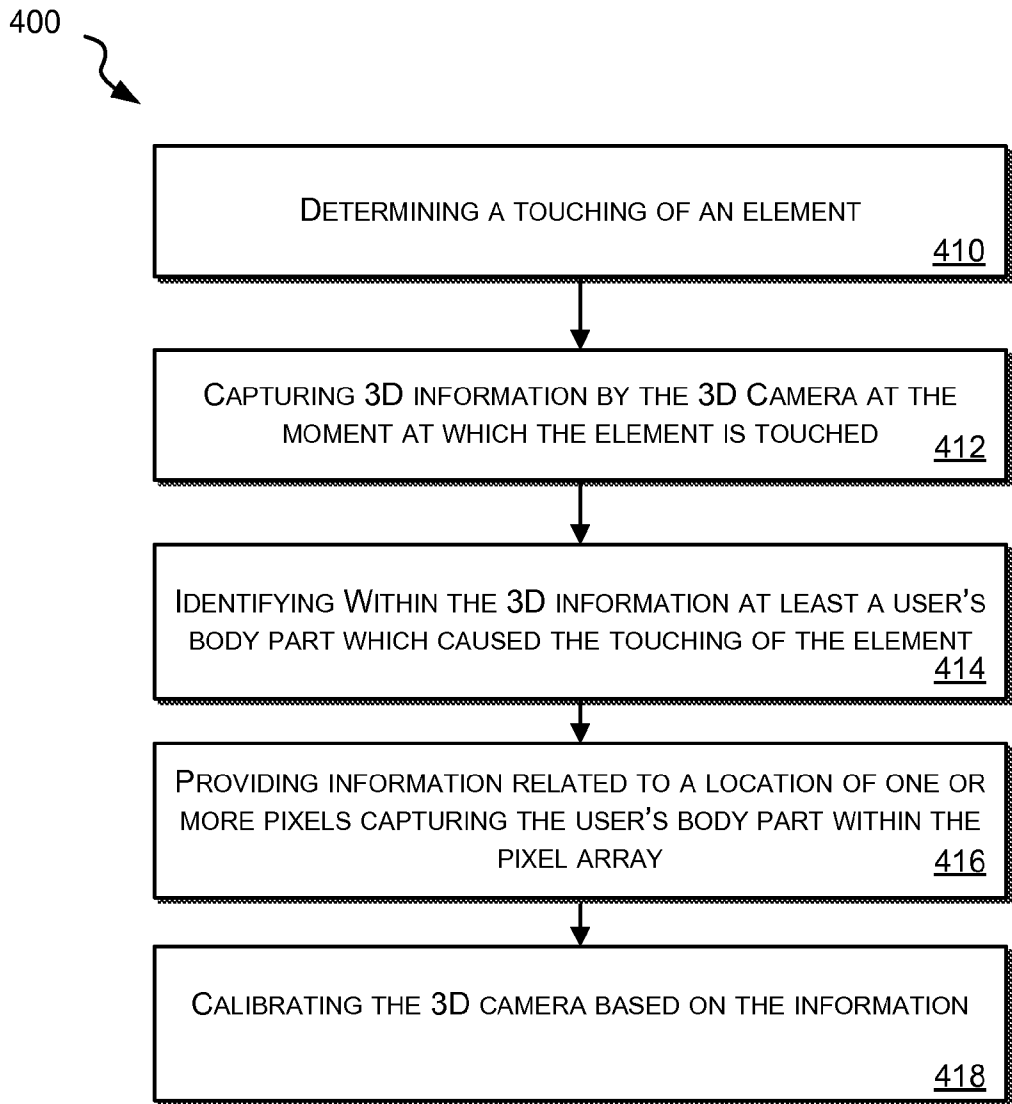 400
DETERMINING A TOUCHING OF AN ELEMENT
410
CAPTURING 3D INFORMATION BY THE 3D CAMERA AT THE
MOMENT AT WHICH THE ELEMENT IS TOUCHED
412
IDENTIFYING WITHIN THE 3D INFORMATION AT LEAST A USER'S
BODY PART WHICH CAUSED THE TOUCHING OF THE ELEMENT
414
PROVIDING INFORMATION RELATED TO A LOCATION OF ONE OR
MORE PIXELS CAPTURING THE USER'S BODY PART WITHIN THE
PIXEL ARRAY
416
CALIBRATING THE 3D CAMERA BASED ON THE INFORMATION
418